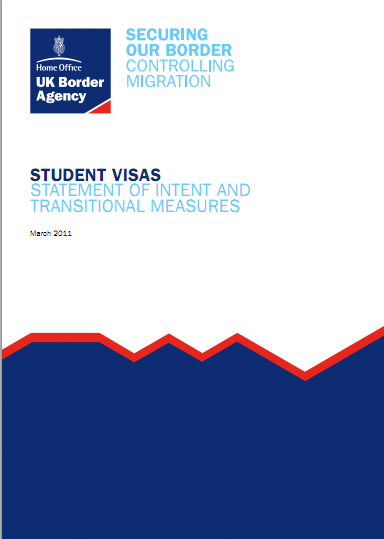 Home Office
UK Border
Agency
SECURING
OUR BORDER
CONTROLLING
MIGRATION
STUDENT VISAS
STATEMENT OF INTENT AND
TRANSITIONAL MEASURES
March 2011